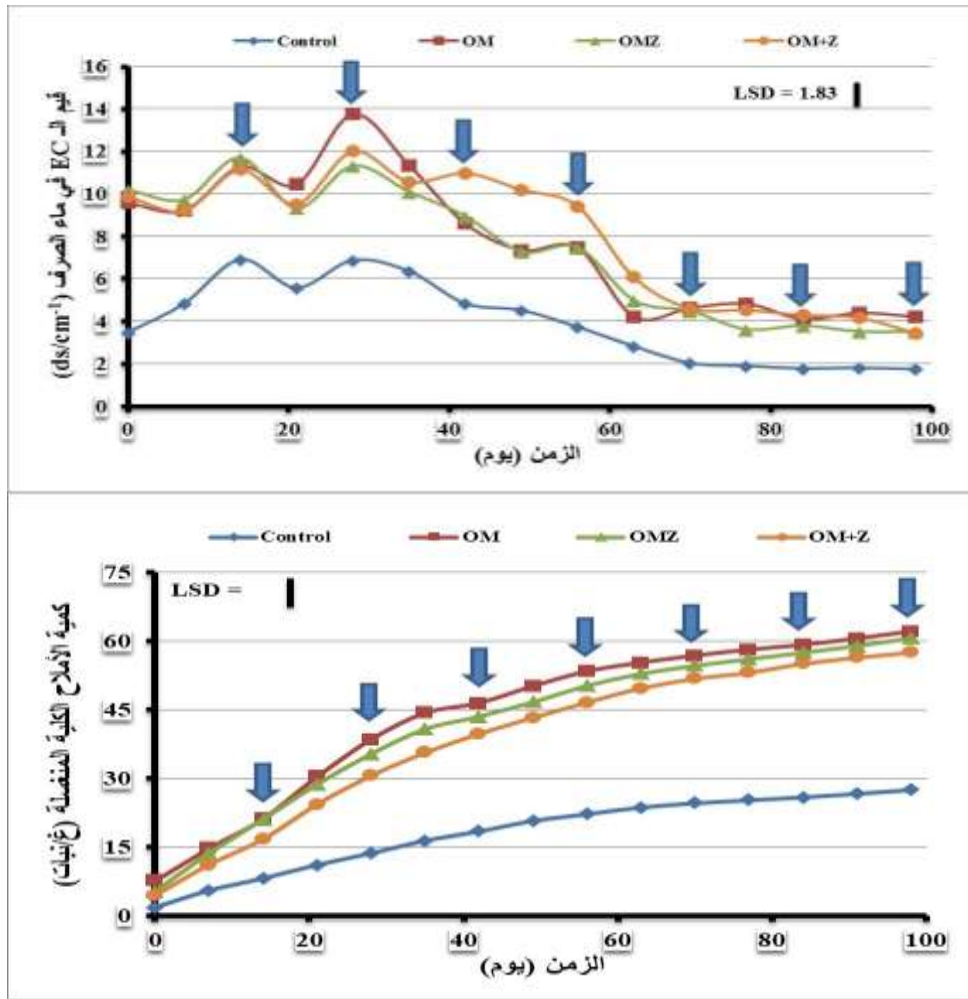 Control OM OMZ OM+Z
LSD = 1.83
قيم الـ EC في ماء الصرف (ds/cm-1)
16
14
12
10
8
6
4
2
0
0 20 40 60 80 100
الزمن (يوم)
Control OM OMZ OM+Z
LSD =
كمية الأملاح الكلية المنغسلة (غ/نبات)
75
60
45
30
15
0
0 20 40 60 80 100
الزمن (يوم)